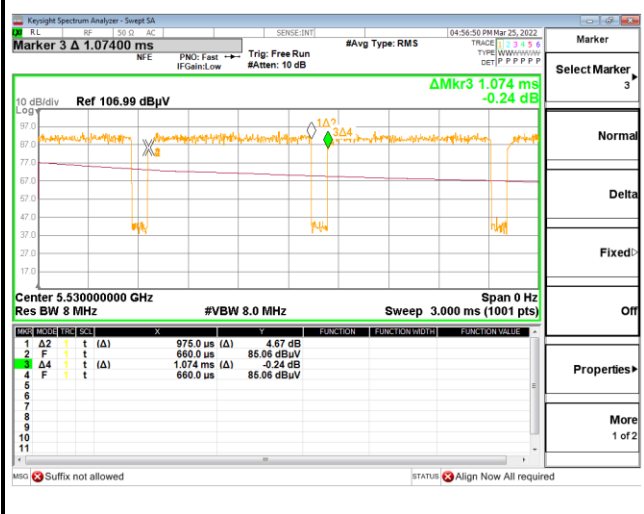 Keysight Spectrum Analyzer - Swept SA
RL RF 50 Ω AC SENSE:INT 04:56:50 PM Mar 25, 2022
Marker 3 Δ 1.07400 ms
NFE PNO: Fast Trig: Free Run #Avg Type: RMS TRACE 1 2 3 4 5 6
IFGain:Low #Atten: 10 dB TYPE WWWWWW
DET P P P P P P
ΔMkr3 1.074 ms
-0.24 dB
10 dB/div Ref 106.99 dBµV
Log
97.0
87.0
77.0
67.0
57.0
47.0
37.0
27.0
17.0
1Δ2
3Δ4
Center 5.530000000 GHz Span 0 Hz
Res BW 8 MHz #VBW 8.0 MHz Sweep 3.000 ms (1001 pts)
MKR MODE TRC SCL X Y FUNCTION FUNCTION WIDTH FUNCTION VALUE
1 Δ2 1 t (Δ) 975.0 µs (Δ) 4.67 dB
2 F 1 t 660.0 µs 85.06 dBµV
3 Δ4 1 t (Δ) 1.074 ms (Δ) -0.24 dB
4 F 1 t 660.0 µs 85.06 dBµV
5
6
7
8
9
10
11
MSG Suffix not allowed STATUS Align Now All required
Marker
Select Marker
3
Normal
Delta
Fixed
Off
Properties
More
1 of 2